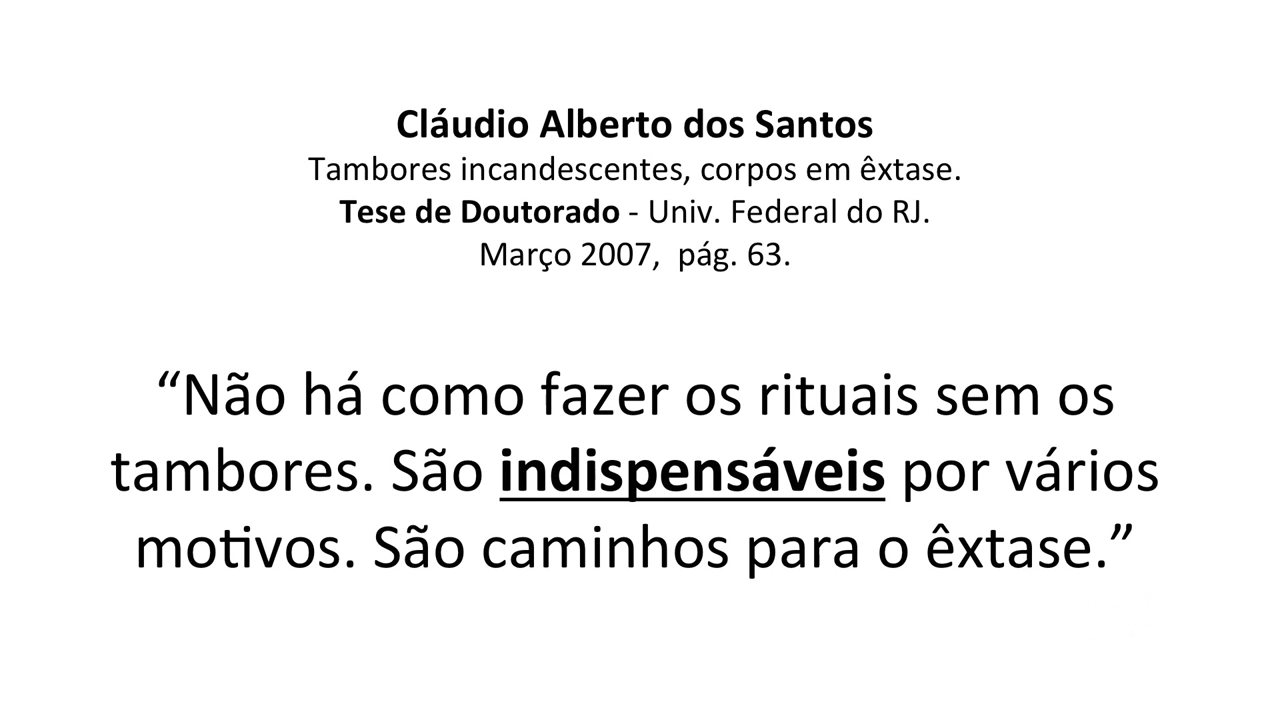 Cláudio Alberto dos Santos
Tambores incandescentes, corpos em êxtase.
Tese de Doutorado - Univ. Federal do RJ.
Março 2007,  pág. 63.
“Não há como fazer os rituais sem os
tambores. São indispensáveis por vários
motivos. São caminhos para o êxtase.”